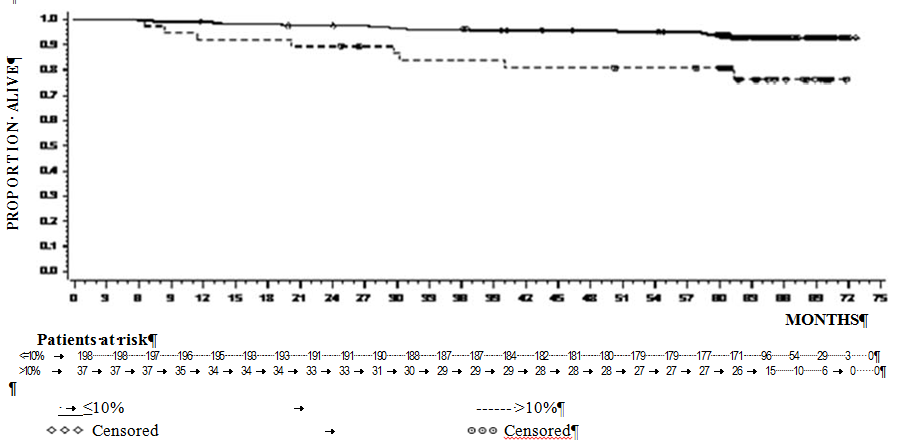 PROPORTION·ALIVE¶
1.0
0.9
0.8
0.7
0.6
0.5
0.4
0.3
0.2
0.1
0.0
0 3 6 9 12 15 18 21 24 27 30 33 36 39 42 45 48 51 54 57 60 63 66 69 72 75
MONTHS¶
Patients·at·risk¶
<=10% → 198 198 197 196 195 193 193 191 191 190 188 187 187 184 182 181 180 179 179 177 171 96 54 29 3 0¶
>10% → 37 → 37 → 37 → 35 → 34 → 34 → 34 → 33 → 33 → 31 → 30 → 29 → 29 → 29 → 28 → 28 → 28 → 27 → 27 → 27 → 26 → 15 10 6 → 0 0¶
¶
→ ≤10% → ------>10%¶
◇◇◇ Censored → ⊙⊙⊙ Censored¶